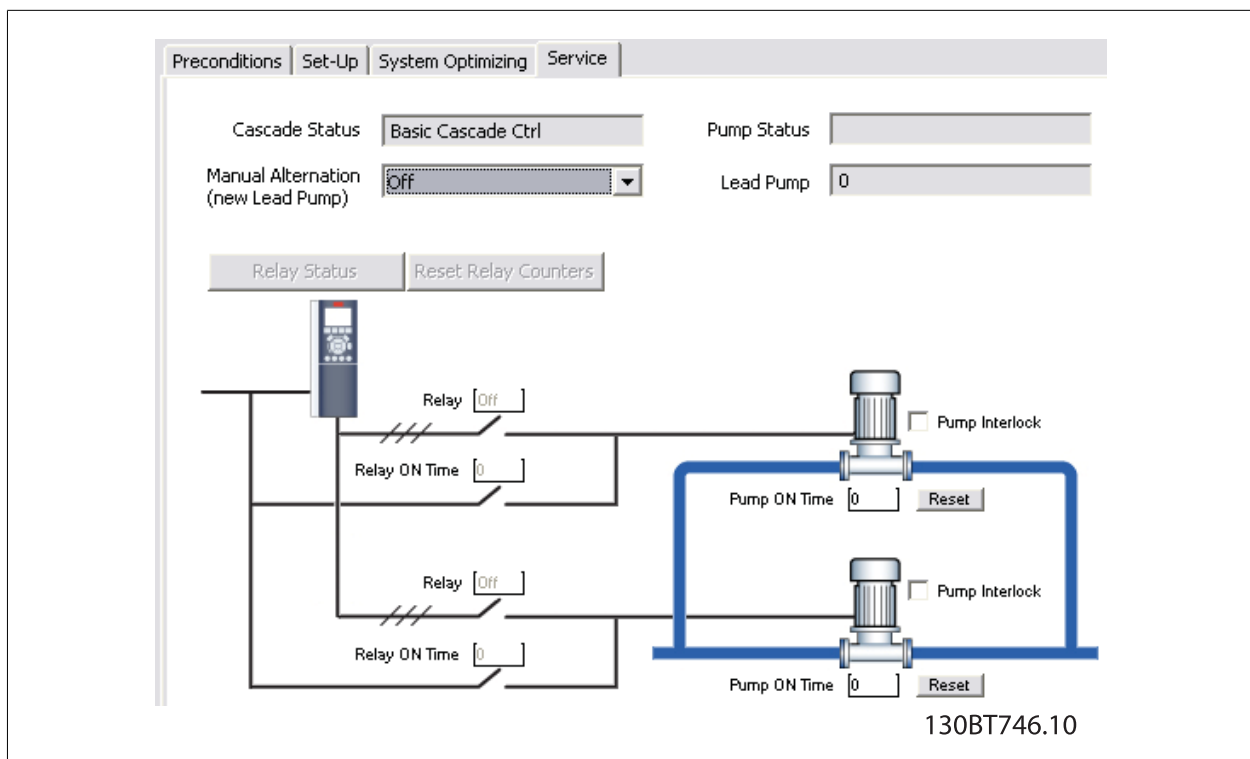 Preconditions Set-Up System Optimizing Service
Cascade Status Basic Cascade Ctrl Pump Status
Manual Alternation
(new Lead Pump) Off Lead Pump 0
Relay Status Reset Relay Counters
Relay [Off ]
Pump Interlock
Relay ON Time [0 ]
Pump ON Time [0 ] Reset
Relay [Off ]
Pump Interlock
Relay ON Time [0 ]
Pump ON Time [0 ] Reset
130BT746.10